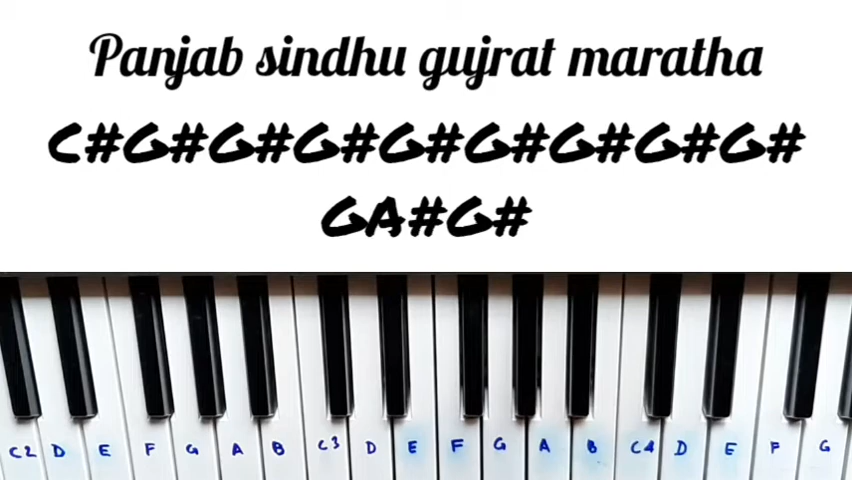 Panjab sindhu gujrat maratha
C#G#G#G#G#G#G#G#G#
GA#G#
C2 D E F G A B C3 D E F G A B C4 D E F G